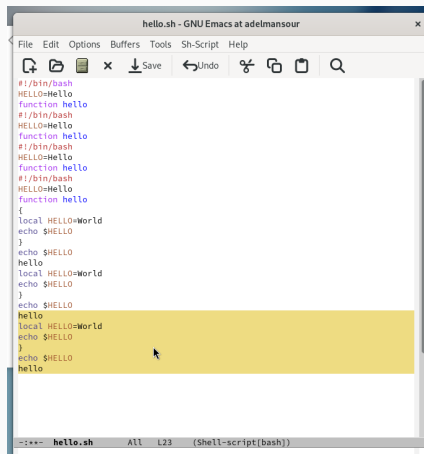 hello.sh - GNU Emacs at adelmansour ×
File Edit Options Buffers Tools Sh-Script Help
Save Undo
#!/bin/bash
HELLO=Hello
function hello
#!/bin/bash
HELLO=Hello
function hello
#!/bin/bash
HELLO=Hello
function hello
#!/bin/bash
HELLO=Hello
function hello
{
local HELLO=World
echo $HELLO
}
echo $HELLO
hello
local HELLO=World
echo $HELLO
}
echo $HELLO
hello
local HELLO=World
echo $HELLO
}
echo $HELLO
hello
-:**- hello.sh All L23 (Shell-script[bash])